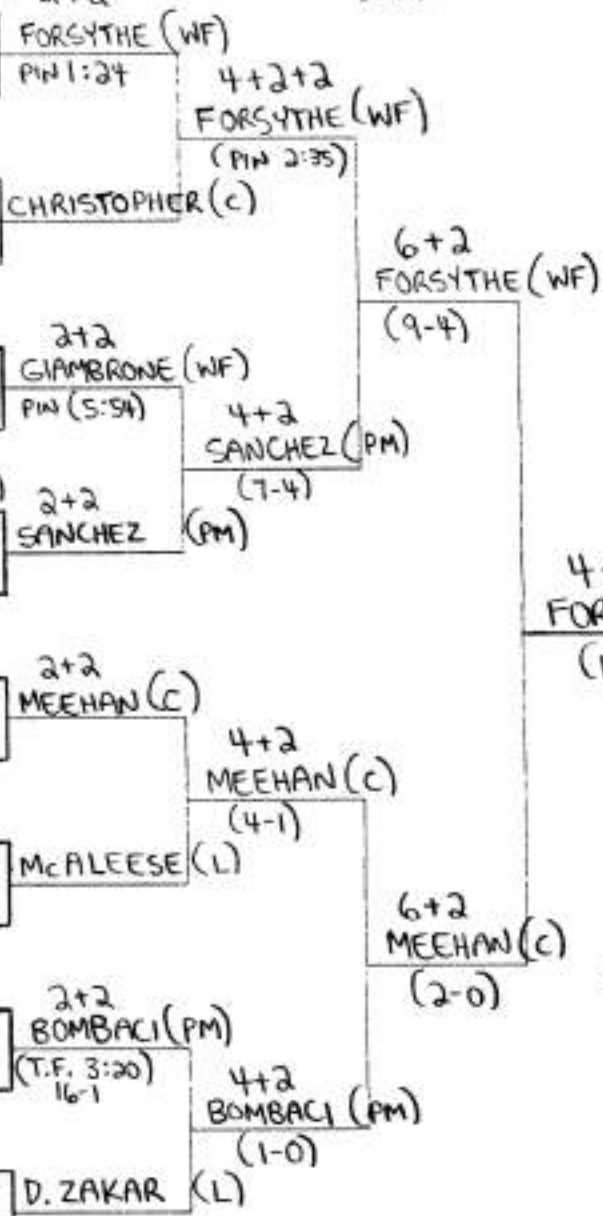 FORSYTHE (WF)
PIN 1:24
4+2+2
FORSYTHE (WF)
(PIN 2:35)
CHRISTOPHER (C)
6+2
FORSYTHE (WF)
(9-4)
2+2
GIAMBRONE (WF)
PIN (5:54)
4+2
SANCHEZ (PM)
(7-4)
2+2
SANCHEZ (PM)
2+2
MEEHAN (C)
4+2
MEEHAN (C)
(4-1)
McALEESE (L)
6+2
MEEHAN (C)
(2-0)
2+2
BOMBACI (PM)
(T.F. 3:20)
16-1
4+2
BOMBACI (PM)
(1-0)
D. ZAKAR (L)